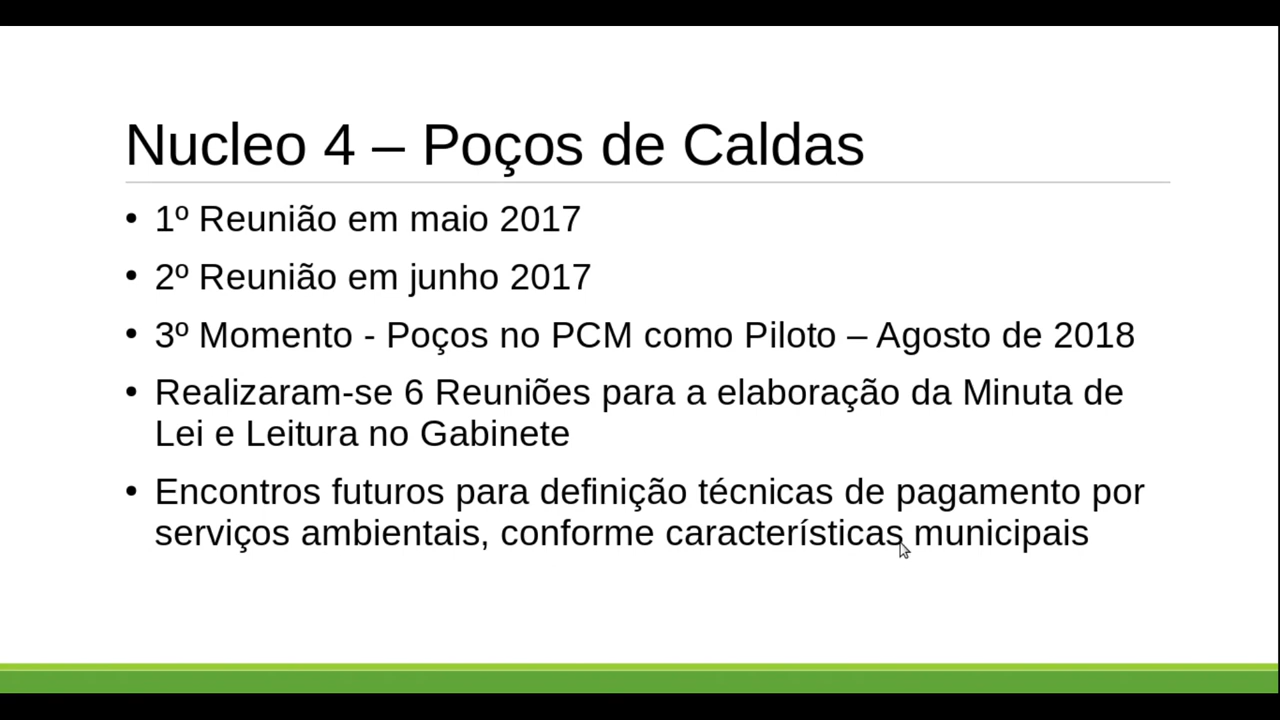 Nucleo 4 – Poços de Caldas
• 1º Reunião em maio 2017
• 2º Reunião em junho 2017
• 3º Momento - Poços no PCM como Piloto – Agosto de 2018
• Realizaram-se 6 Reuniões para a elaboração da Minuta de
Lei e Leitura no Gabinete
• Encontros futuros para definição técnicas de pagamento por
serviços ambientais, conforme características municipais